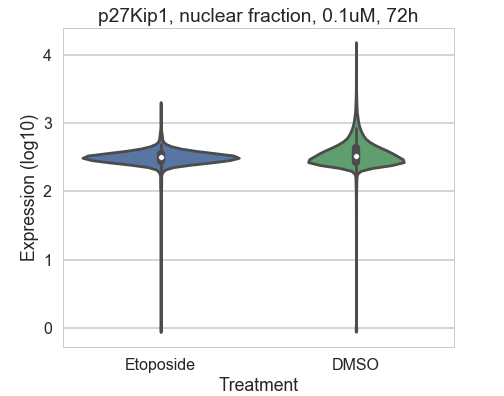 p27Kip1, nuclear fraction, 0.1uM, 72h
Expression (log10)
4
3
2
1
0
Etoposide
DMSO
Treatment